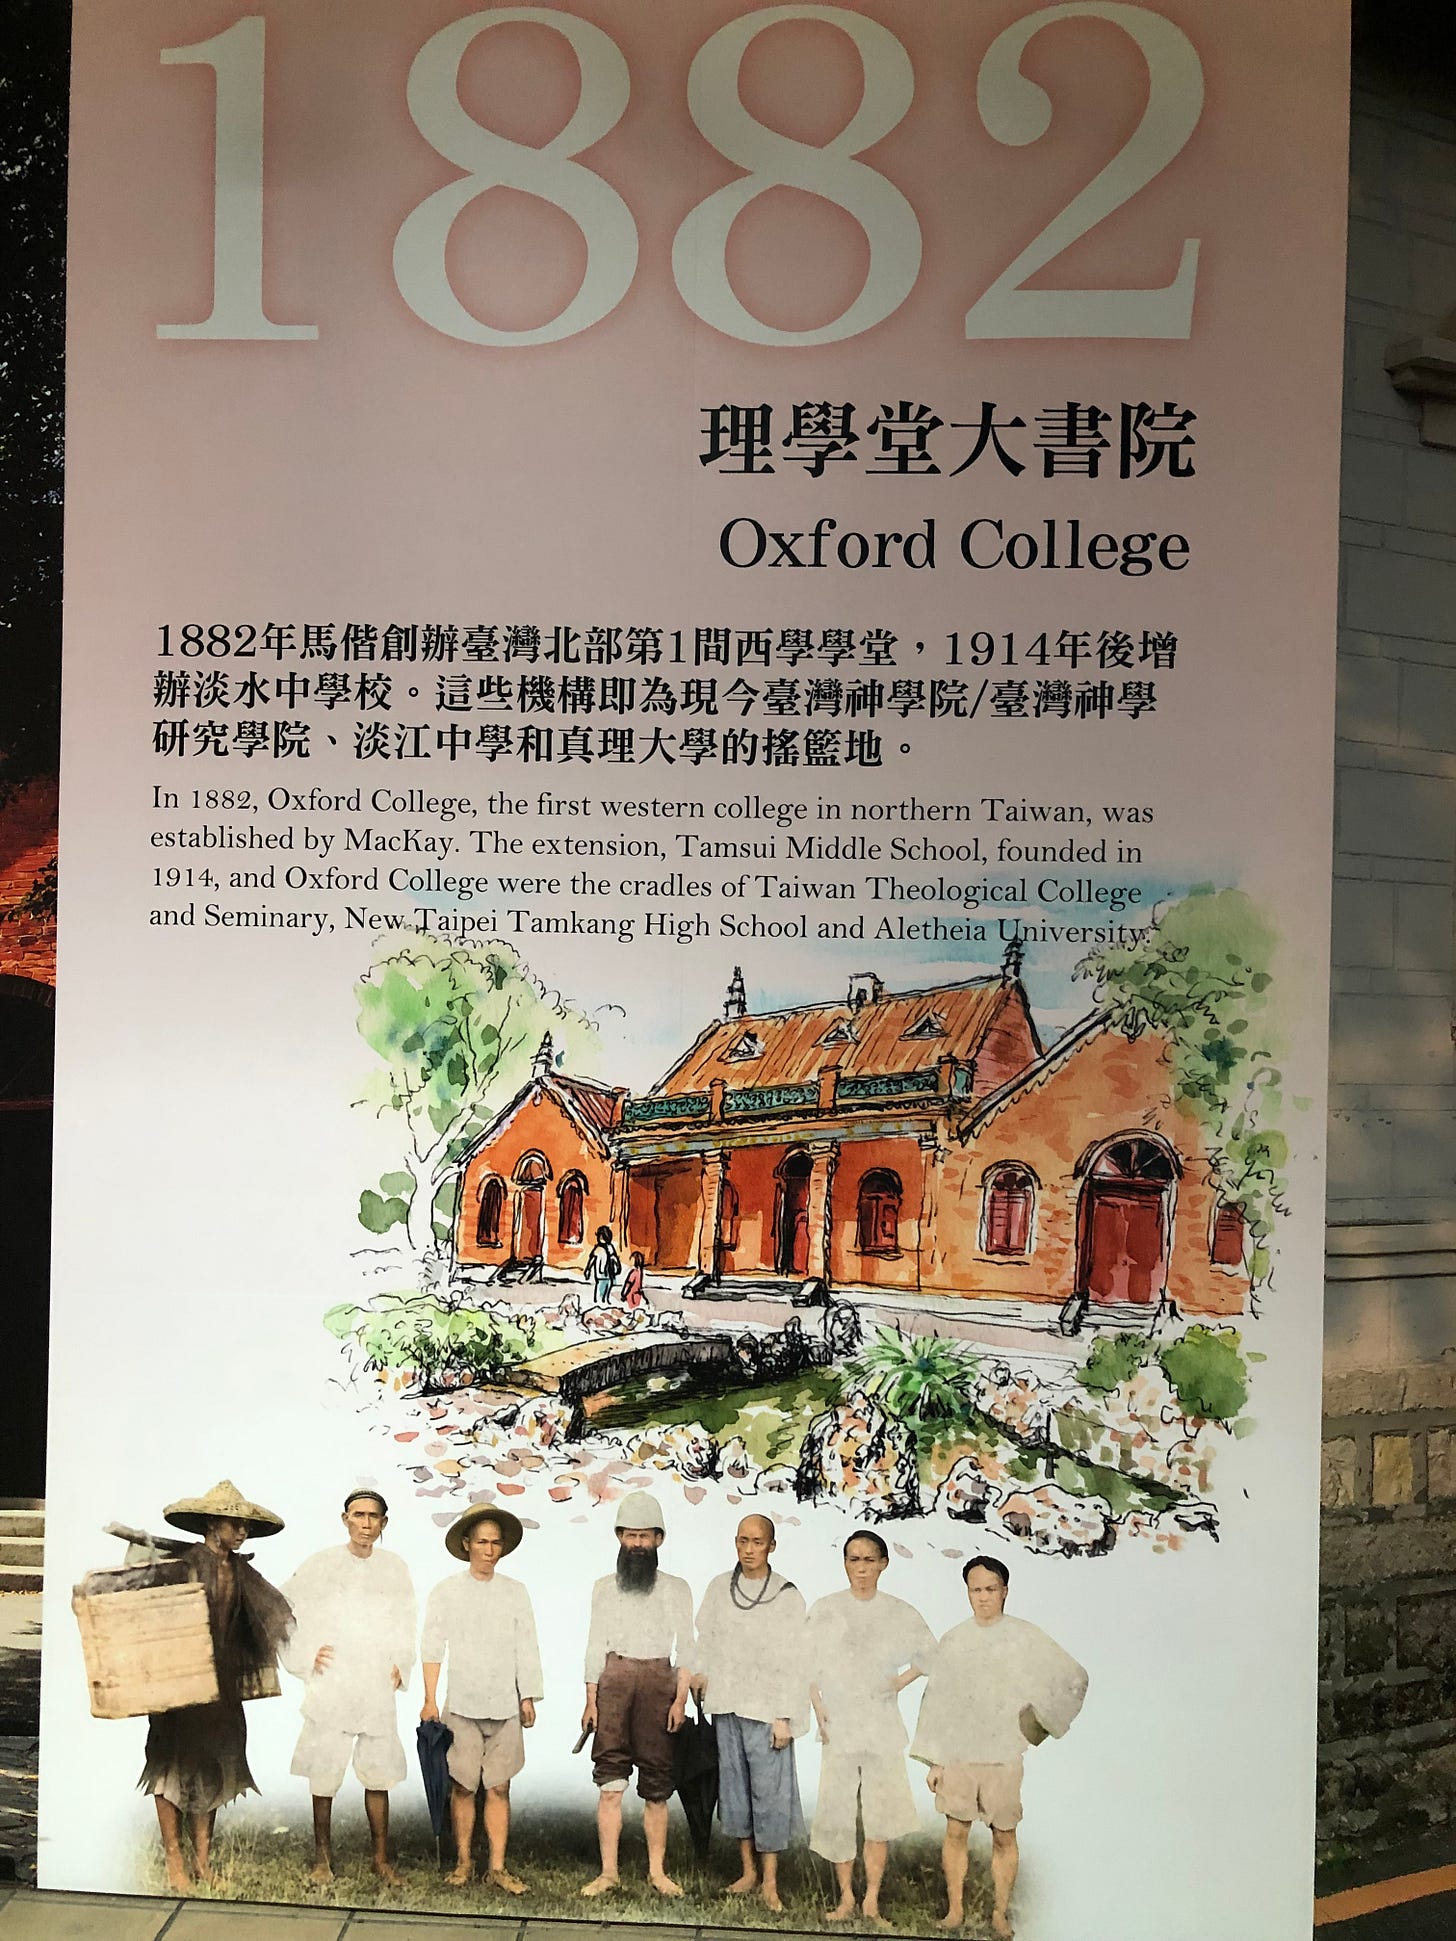 1882
理學堂大書院
Oxford College
1882年馬偕創辦臺灣北部第1間西學學堂，1914年後增
辦淡水中學校。這些機構即為現今臺灣神學院/臺灣神學
研究學院、淡江中學和真理大學的搖籃地。
In 1882, Oxford College, the first western college in northern Taiwan, was
established by MacKay. The extension, Tamsui Middle School, founded in
1914, and Oxford College were the cradles of Taiwan Theological College
and Seminary, New Taipei Tamkang High School and Aletheia University.